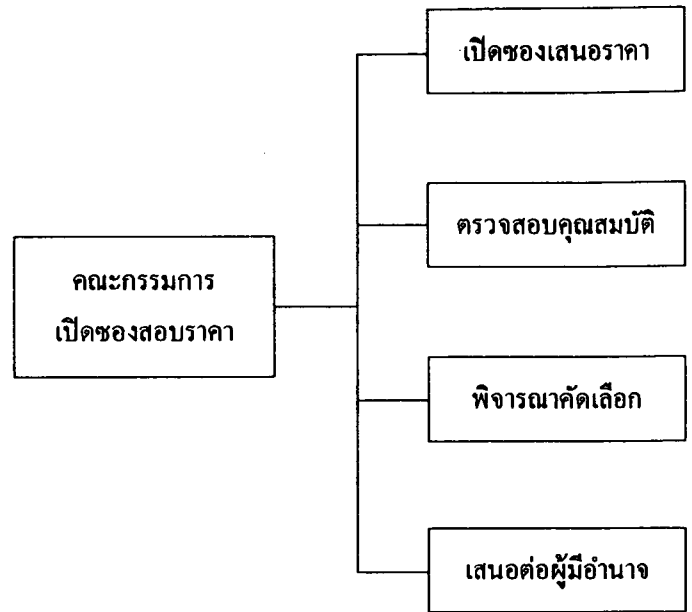 เปิดซองเสนอราคา
ตรวจสอบคุณสมบัติ
คณะกรรมการ
เปิดซองสอบราคา
พิจารณาคัดเลือก
เสนอต่อผู้มีอำนาจ